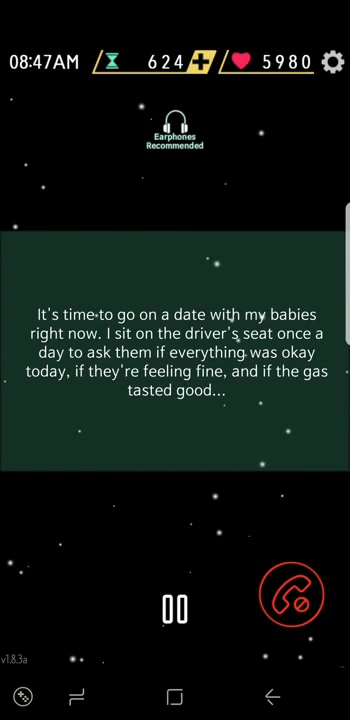 08:47AM 624 5980
Earphones
Recommended
It's time to go on a date with my babies
right now. I sit on the driver's seat once a
day to ask them if everything was okay
today, if they're feeling fine, and if the gas
tasted good...
v1.8.3a